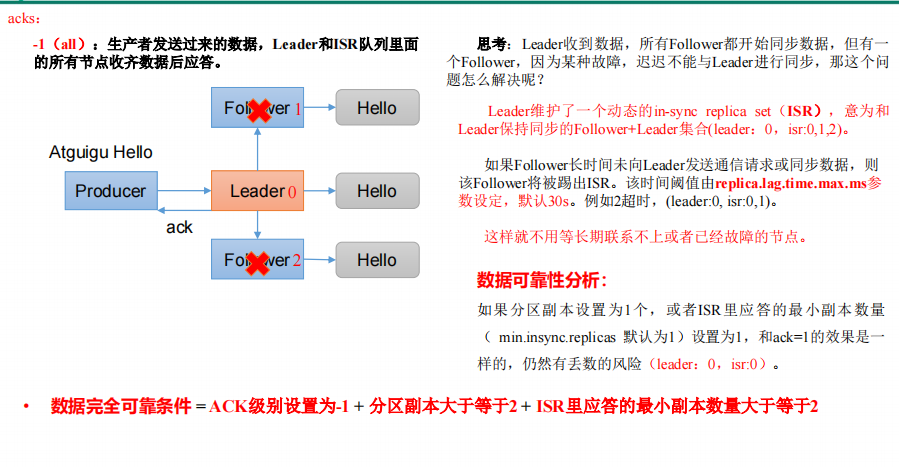 acks：
-1（all）：生产者发送过来的数据，Leader和ISR队列里面
的所有节点收齐数据后应答。
Follower 1
Hello
Atguigu Hello
Producer
Leader 0
Hello
ack
Follower 2
Hello
思考：Leader收到数据，所有Follower都开始同步数据，但有一
个Follower，因为某种故障，迟迟不能与Leader进行同步，那这个问
题怎么解决呢？
Leader维护了一个动态的in-sync replica set（ISR），意为和
Leader保持同步的Follower+Leader集合(leader：0，isr:0,1,2)。
如果Follower长时间未向Leader发送通信请求或同步数据，则
该Follower将被踢出ISR。该时间阈值由replica.lag.time.max.ms参
数设定，默认30s。例如2超时，(leader:0, isr:0,1)。
这样就不用等长期联系不上或者已经故障的节点。
数据可靠性分析：
如果分区副本设置为1个，或者ISR里应答的最小副本数量
（ min.insync.replicas 默认为1）设置为1，和ack=1的效果是一
样的，仍然有丢数的风险（leader：0，isr:0）。
• 数据完全可靠条件 = ACK级别设置为-1 + 分区副本大于等于2 + ISR里应答的最小副本数量大于等于2